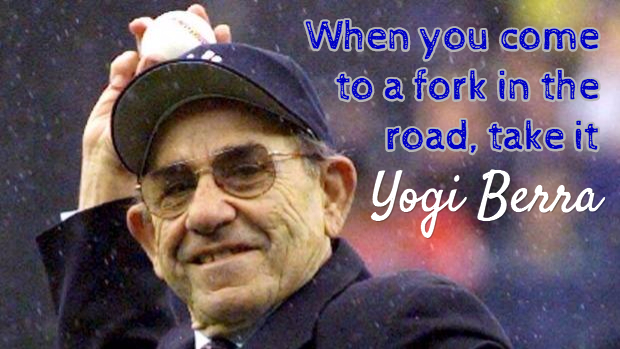 When you come
to a fork in the
road, take it
Yogi Berra